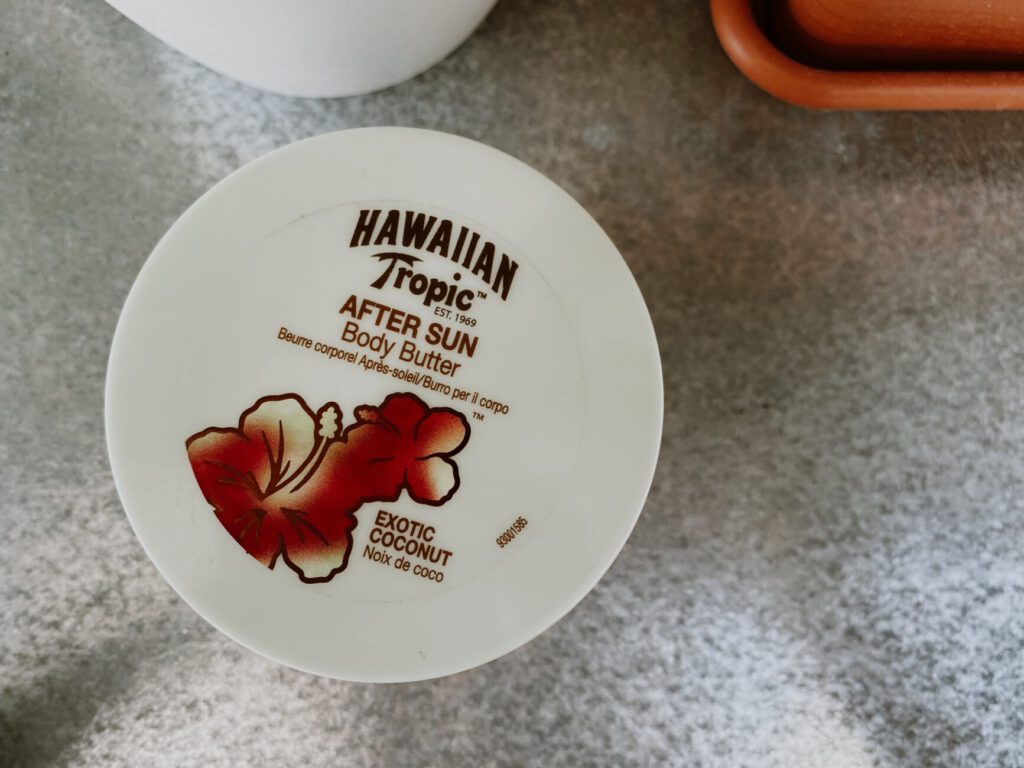 HAWAIIAN
Tropic™
EST. 1969
AFTER SUN
Body Butter
Beurre corporel Après-soleil/Burro per il corpo
™
EXOTIC
COCONUT
Noix de coco
93001585